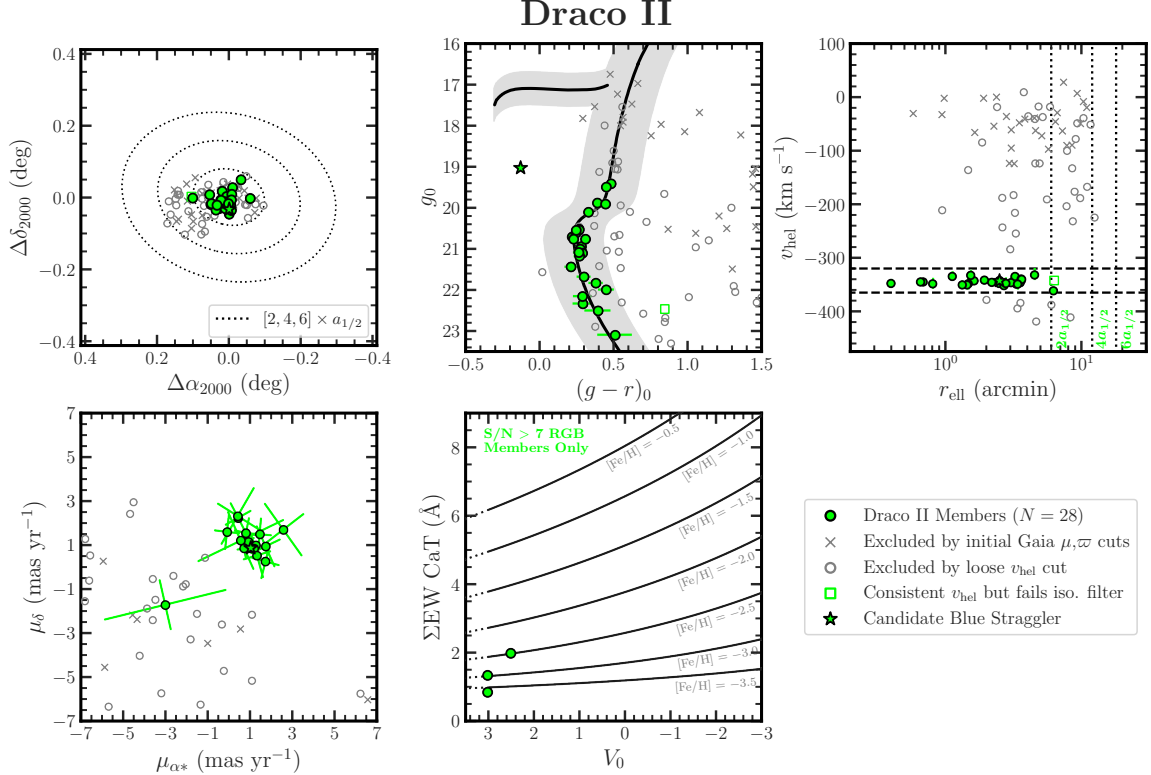 Draco II
0.4
0.2
0.0
−0.2
−0.4
0.4
0.2
0.0
−0.2
−0.4
Δδ2000 (deg)
Δα2000 (deg)
[2, 4, 6] × a1/2
16
17
18
19
20
21
22
23
−0.5
0.0
0.5
1.0
1.5
g0
(g − r)0
100
0
−100
−200
−300
−400
10^0
10^1
vhel (km s−1)
rell (arcmin)
2a1/2
4a1/2
6a1/2
7
5
3
1
−1
−3
−5
−7
−7
−5
−3
−1
1
3
5
7
μδ (mas yr−1)
μα* (mas yr−1)
S/N > 7 RGB
Members Only
[Fe/H] = −0.5
[Fe/H] = −1.0
[Fe/H] = −1.5
[Fe/H] = −2.0
[Fe/H] = −2.5
[Fe/H] = −3.0
[Fe/H] = −3.5
8
6
4
2
0
3
2
1
0
−1
−2
−3
ΣEW CaT (Å)
V0
Draco II Members (N = 28)
Excluded by initial Gaia μ,ϖ cuts
Excluded by loose vhel cut
Consistent vhel but fails iso. filter
Candidate Blue Straggler